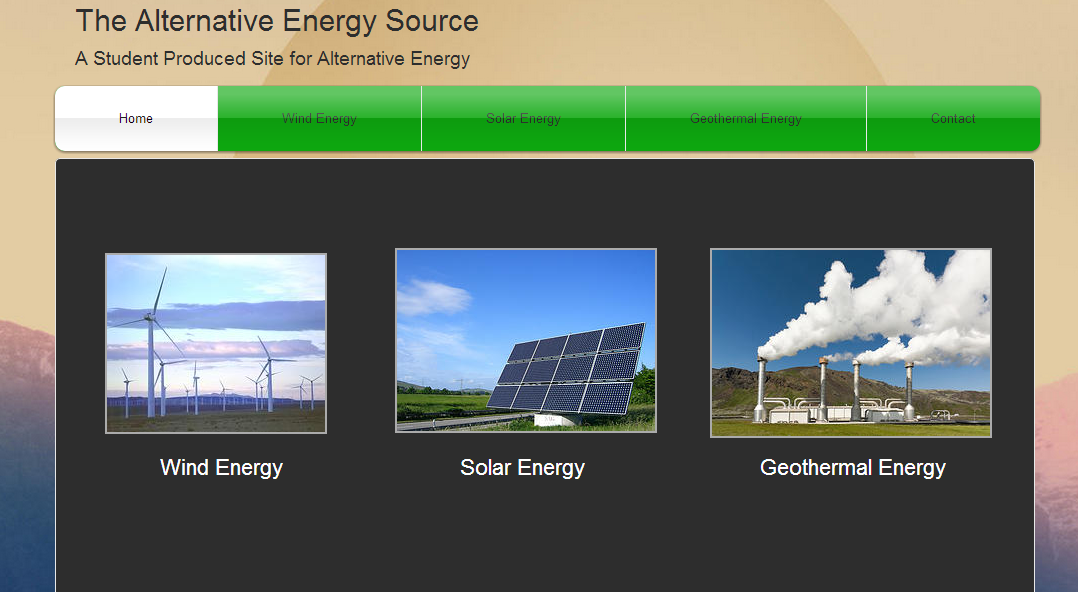 The Alternative Energy Source
A Student Produced Site for Alternative Energy
Home Wind Energy Solar Energy Geothermal Energy Contact
Wind Energy Solar Energy Geothermal Energy